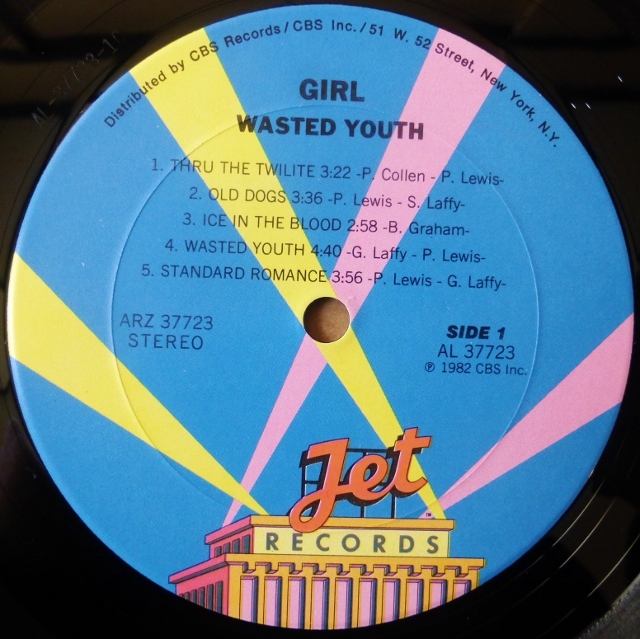 Distributed by CBS Records/CBS Inc./51 W. 52 Street, New York, N.Y.
GIRL
WASTED YOUTH
1. THRU THE TWILITE 3:22 -P. Collen - P. Lewis-
2. OLD DOGS 3:36 -P. Lewis - S. Laffy-
3. ICE IN THE BLOOD 2:58 -B. Graham-
4. WASTED YOUTH 4:40 -G. Laffy - P. Lewis-
5. STANDARD ROMANCE 3:56 -P. Lewis - G. Laffy-
ARZ 37723
STEREO
SIDE 1
AL 37723
℗ 1982 CBS Inc.
Jet
RECORDS